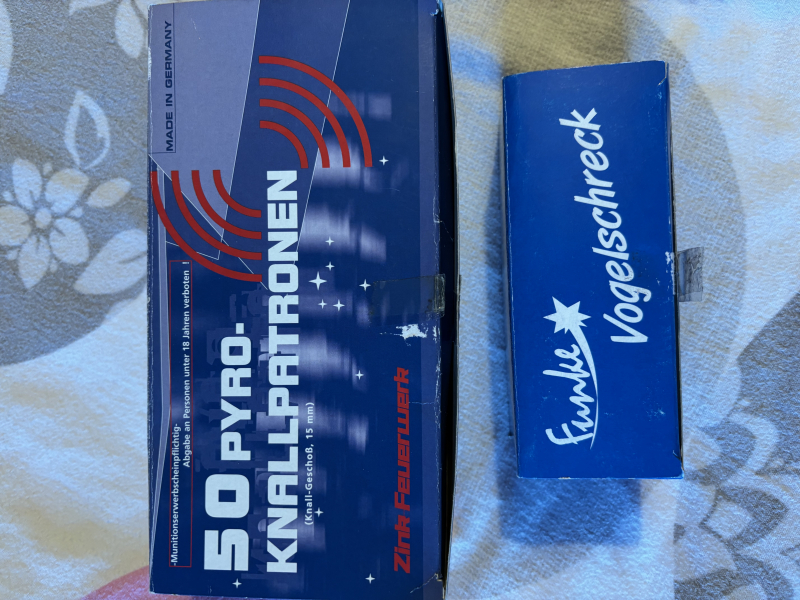 MADE IN GERMANY
-Munitionserwerbscheinpflichtig-
Abgabe an Personen unter 18 Jahren verboten !
50 PYRO-
KNALLPATRONEN
(Knall-Geschoß, 15 mm)
Zink Feuerwerk
Funke
Vogelschreck